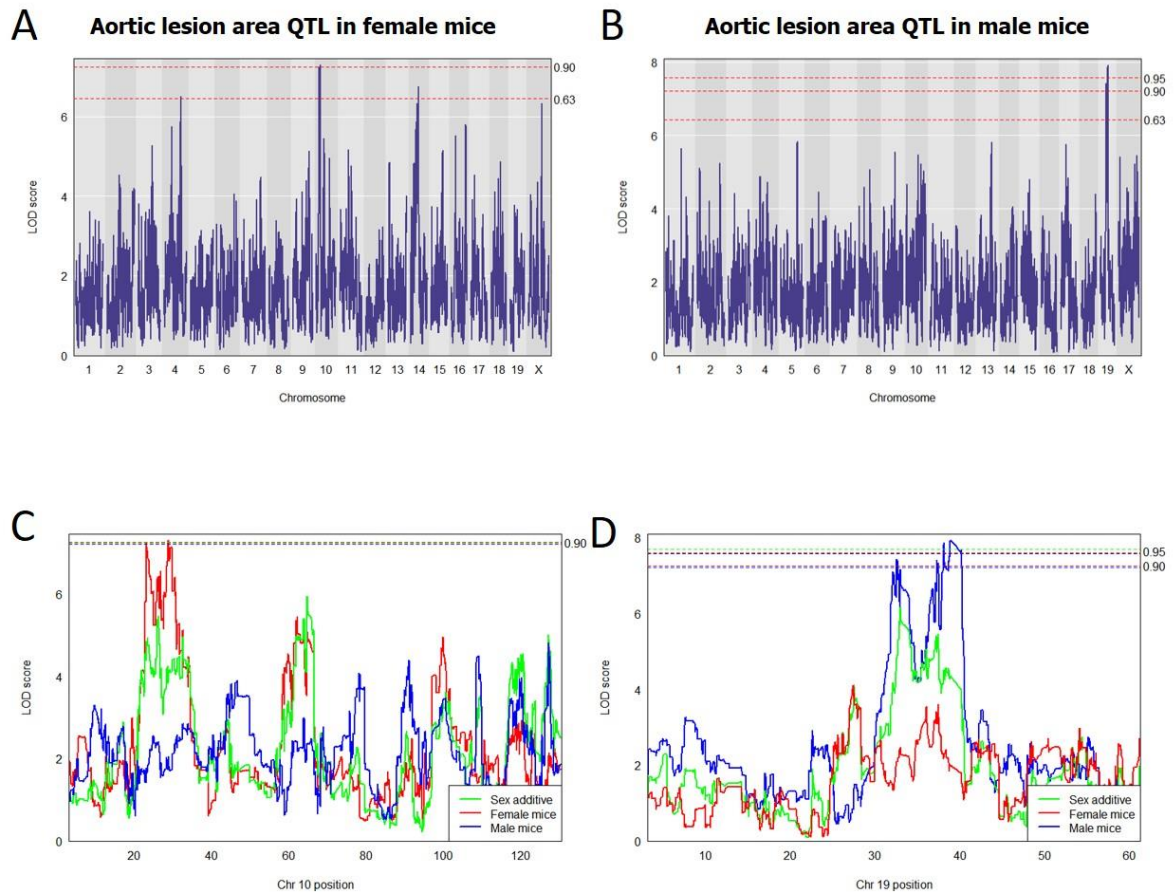 A
Aortic lesion area QTL in female mice
0.90
0.63
6
4
2
0
LOD score
1 2 3 4 5 6 7 8 9 10 11 12 13 14 15 16 17 18 19 X
Chromosome
B
Aortic lesion area QTL in male mice
8
0.95
0.90
0.63
6
4
2
0
LOD score
1 2 3 4 5 6 7 8 9 10 11 12 13 14 15 16 17 18 19 X
Chromosome
C
0.90
6
4
2
0
LOD score
Sex additive
Female mice
Male mice
20 40 60 80 100 120
Chr 10 position
D
8
0.95
0.90
6
4
2
0
LOD score
Sex additive
Female mice
Male mice
10 20 30 40 50 60
Chr 19 position